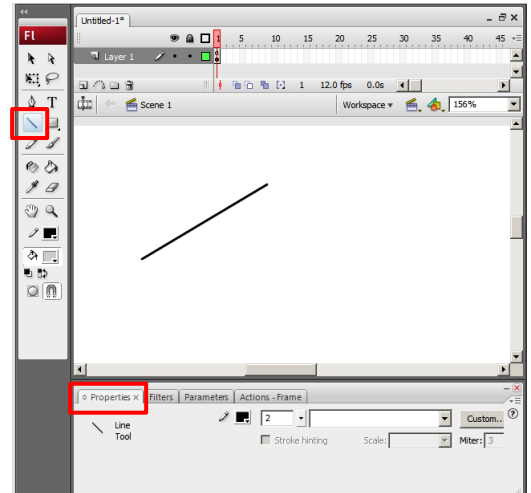 Untitled-1*
Fl
1 5 10 15 20 25 30 35 40 45
Layer 1
1 12.0 fps 0.0s
T
Scene 1 Workspace 156%
Properties × Filters Parameters Actions - Frame
Line
Tool
2 Custom...
Stroke hinting Scale: Miter: 3